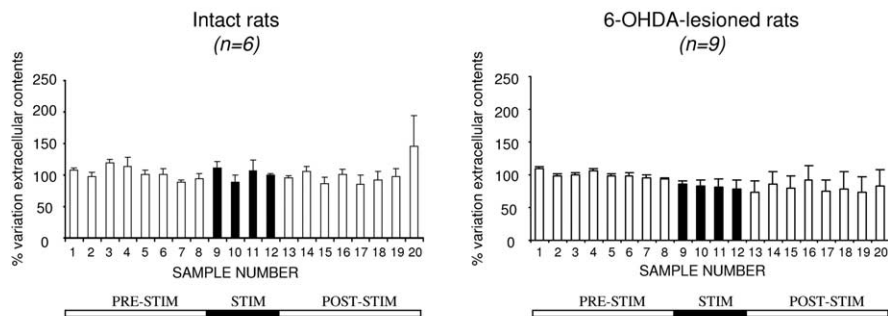 Intact rats
(n=6)
% variation extracellular contents
250
200
150
100
50
0
1 2 3 4 5 6 7 8 9 10 11 12 13 14 15 16 17 18 19 20
SAMPLE NUMBER
PRE-STIM STIM POST-STIM
6-OHDA-lesioned rats
(n=9)
% variation extracellular contents
250
200
150
100
50
0
1 2 3 4 5 6 7 8 9 10 11 12 13 14 15 16 17 18 19 20
SAMPLE NUMBER
PRE-STIM STIM POST-STIM